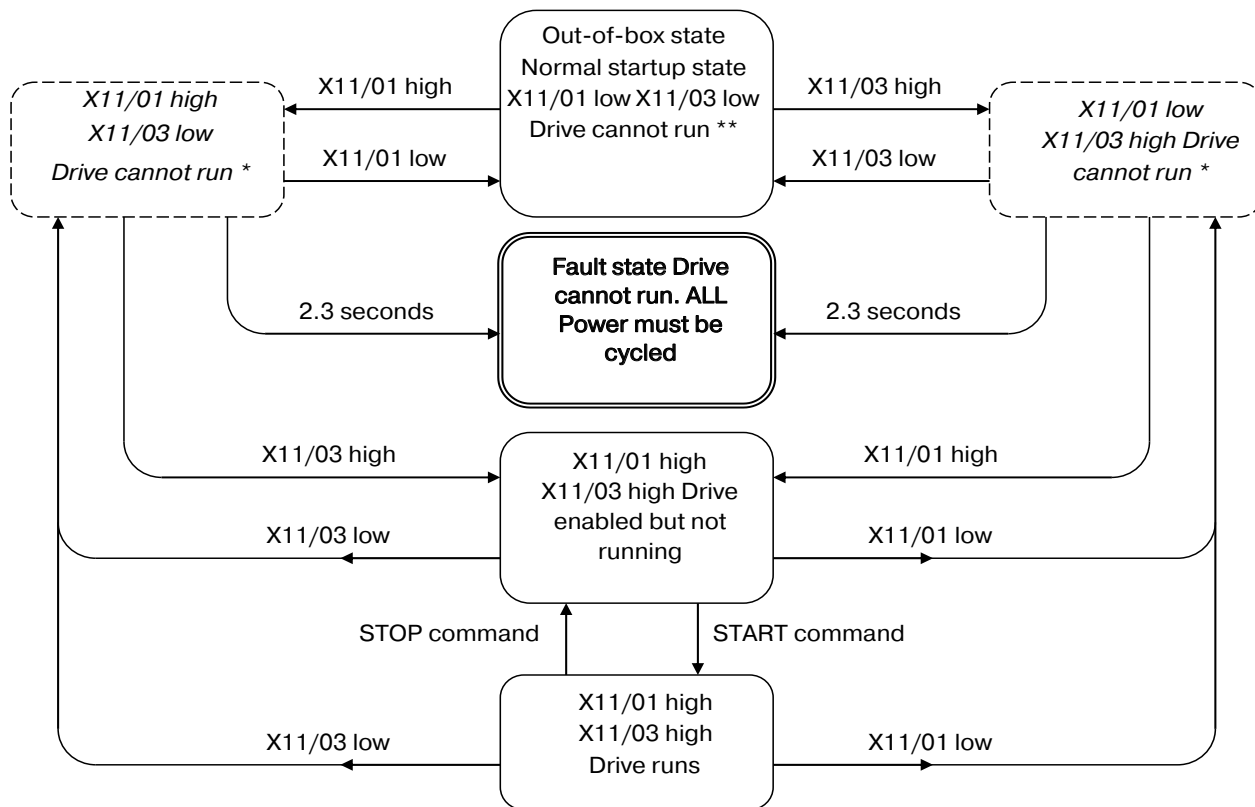 Out-of-box state
Normal startup state
X11/01 low X11/03 low
Drive cannot run **
X11/01 high
X11/03 high
X11/01 high
X11/03 low
Drive cannot run *
X11/01 low
X11/03 high Drive
cannot run *
X11/01 low
X11/03 low
Fault state Drive
cannot run. ALL
Power must be
cycled
2.3 seconds
2.3 seconds
X11/03 high
X11/01 high
X11/01 high
X11/03 high Drive
enabled but not
running
X11/03 low
X11/01 low
STOP command
START command
X11/01 high
X11/03 high
Drive runs
X11/03 low
X11/01 low